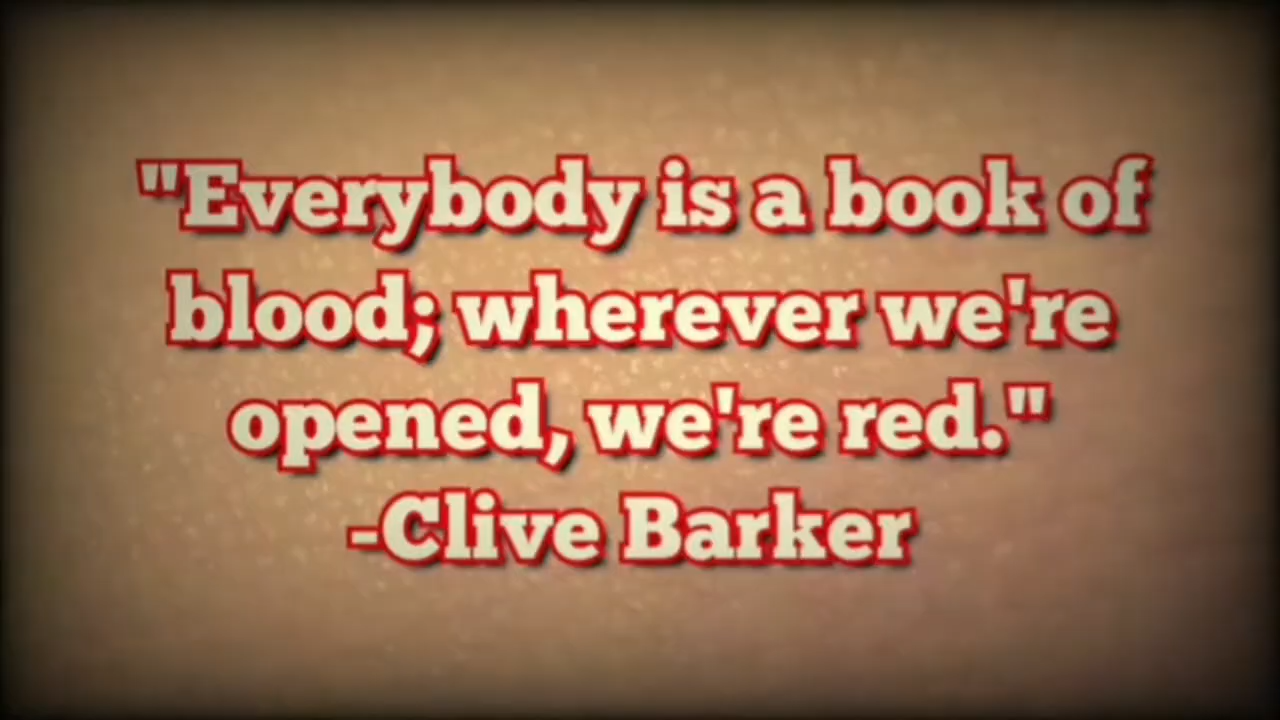 "Everybody is a book of
blood; wherever we're
opened, we're red."
-Clive Barker